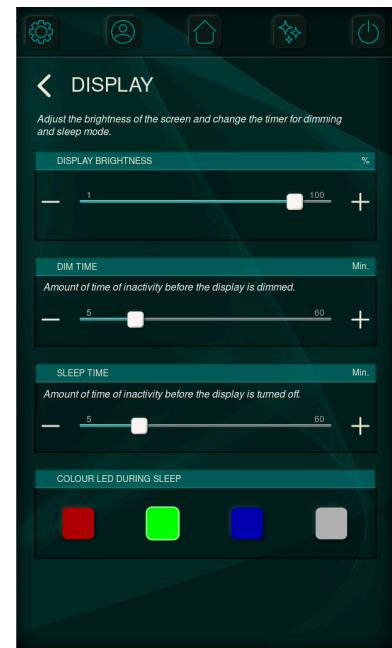 DISPLAY
Adjust the brightness of the screen and change the timer for dimming
and sleep mode.
DISPLAY BRIGHTNESS %
1 100
DIM TIME Min.
Amount of time of inactivity before the display is dimmed.
5 60
SLEEP TIME Min.
Amount of time of inactivity before the display is turned off.
5 60
COLOUR LED DURING SLEEP